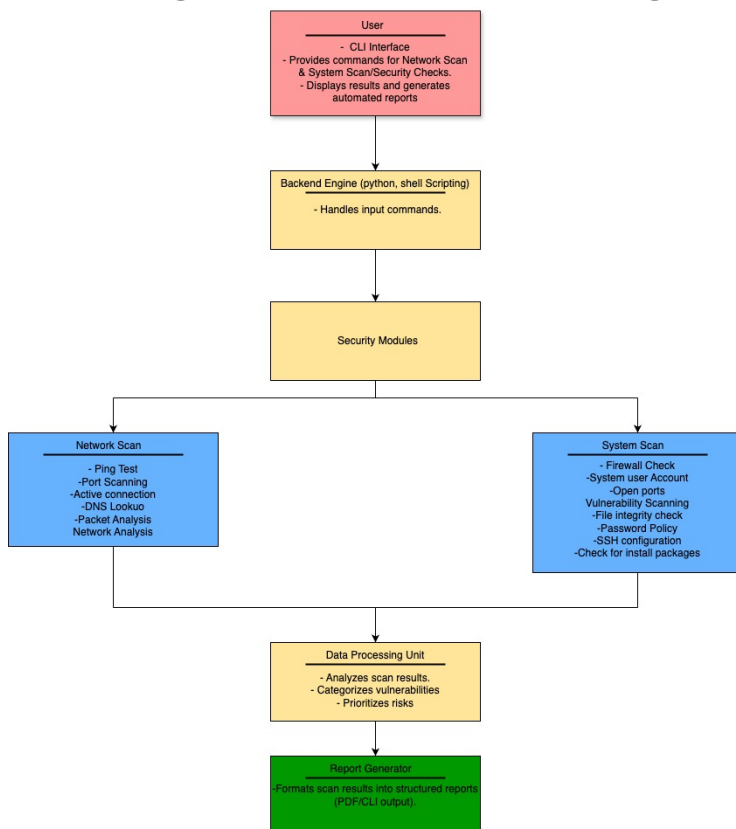 User
- CLI Interface
- Provides commands for Network Scan
& System Scan/Security Checks.
- Displays results and generates
automated reports
Backend Engine (python, shell Scripting)
- Handles input commands.
Security Modules
Network Scan
- Ping Test
-Port Scanning
-Active connection
-DNS Lookuo
-Packet Analysis
Network Analysis
System Scan
- Firewall Check
-System user Account
-Open ports
Vulnerability Scanning
-File integrity check
-Password Policy
-SSH configuration
-Check for install packages
Data Processing Unit
- Analyzes scan results.
- Categorizes vulnerabilities
- Prioritizes risks
Report Generator
-Formats scan results into structured reports
(PDF/CLI output).